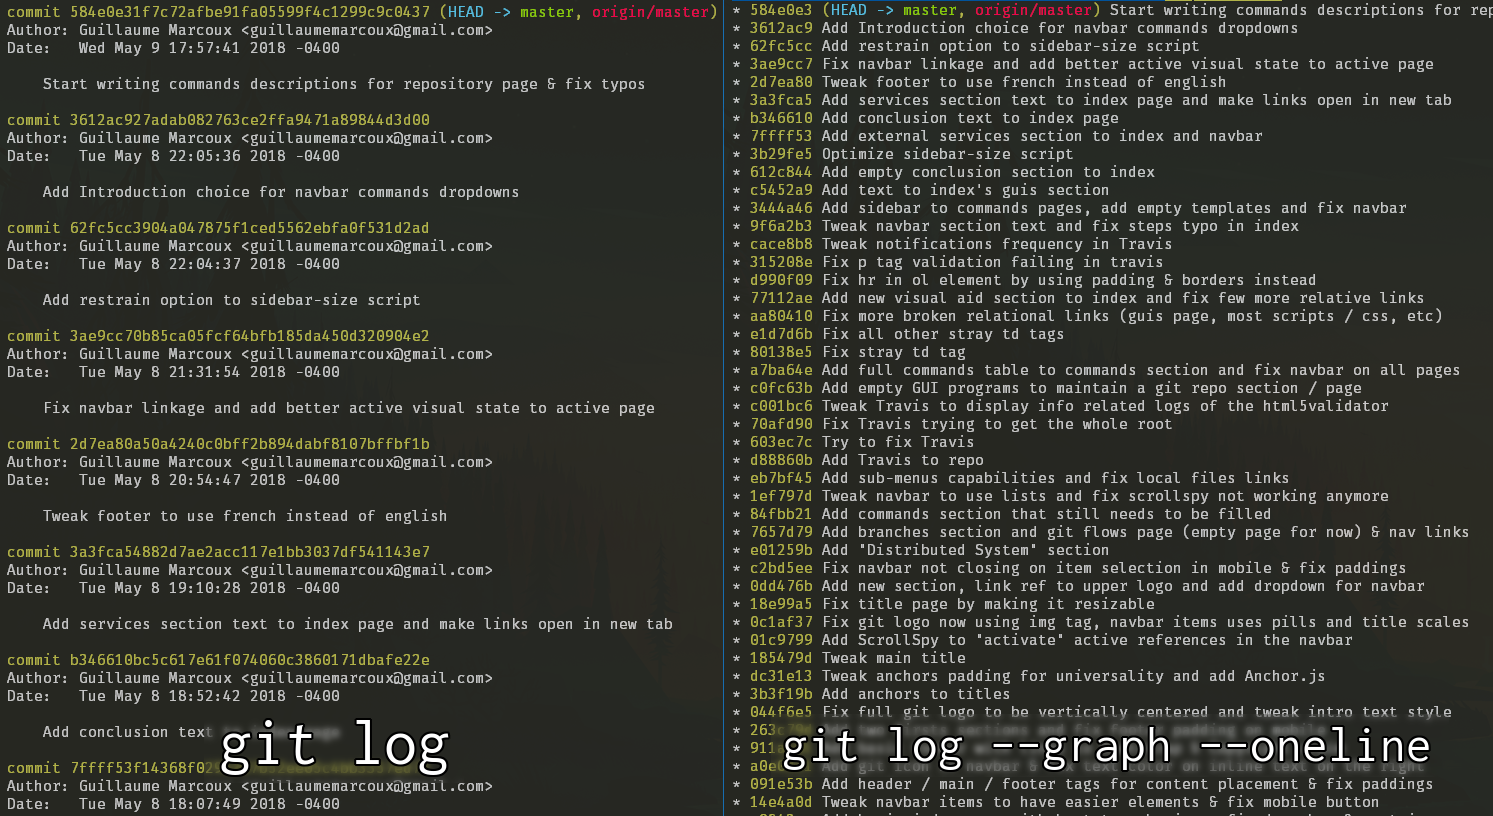 commit 584e0e31f7c72afbe91fa05599f4c1299c9c0437 (HEAD -> master, origin/master)
Author: Guillaume Marcoux <guillaumemarcoux@gmail.com>
Date:   Wed May 9 17:57:41 2018 -0400
Start writing commands descriptions for repository page & fix typos
commit 3612ac927adab082763ce2ffa9471a89844d3d00
Author: Guillaume Marcoux <guillaumemarcoux@gmail.com>
Date:   Tue May 8 22:05:36 2018 -0400
Add Introduction choice for navbar commands dropdowns
commit 62fc5cc3904a047875f1ced5562ebfa0f531d2ad
Author: Guillaume Marcoux <guillaumemarcoux@gmail.com>
Date:   Tue May 8 22:04:37 2018 -0400
Add restrain option to sidebar-size script
commit 3ae9cc70b85ca05fcf64bfb185da450d320904e2
Author: Guillaume Marcoux <guillaumemarcoux@gmail.com>
Date:   Tue May 8 21:31:54 2018 -0400
Fix navbar linkage and add better active visual state to active page
commit 2d7ea80a50a4240c0bff2b894dabf8107bffbf1b
Author: Guillaume Marcoux <guillaumemarcoux@gmail.com>
Date:   Tue May 8 20:54:47 2018 -0400
Tweak footer to use french instead of english
commit 3a3fca54882d7ae2acc117e1bb3037df541143e7
Author: Guillaume Marcoux <guillaumemarcoux@gmail.com>
Date:   Tue May 8 19:10:28 2018 -0400
Add services section text to index page and make links open in new tab
commit b346610bc5c617e61f074060c3860171dbafe22e
Author: Guillaume Marcoux <guillaumemarcoux@gmail.com>
Date:   Tue May 8 18:52:42 2018 -0400
Add conclusion text
git log
commit
Author: Guillaume Marcoux <guillaumemarcoux@gmail.com>
Date:   Tue May 8 18:07:49 2018 -0400
* 584e0e3 (HEAD -> master, origin/master) Start writing commands descriptions for rep
* 3612ac9 Add Introduction choice for navbar commands dropdowns
* 62fc5cc Add restrain option to sidebar-size script
* 3ae9cc7 Fix navbar linkage and add better active visual state to active page
* 2d7ea80 Tweak footer to use french instead of english
* 3a3fca5 Add services section text to index page and make links open in new tab
* b346610 Add conclusion text to index page
* 7ffff53 Add external services section to index and navbar
* 3b29fe5 Optimize sidebar-size script
* 612c844 Add empty conclusion section to index
* c5452a9 Add text to index's guis section
* 3444a46 Add sidebar to commands pages, add empty templates and fix navbar
* 9f6a2b3 Tweak navbar section text and fix steps typo in index
* cace8b8 Tweak notifications frequency in Travis
* 315208e Fix p tag validation failing in travis
* d990f09 Fix hr in ol element by using padding & borders instead
* 77112ae Add new visual aid section to index and fix few more relative links
* aa80410 Fix more broken relational links (guis page, most scripts / css, etc)
* e1d7d6b Fix all other stray td tags
* 80138e5 Fix stray td tag
* a7ba64e Add full commands table to commands section and fix navbar on all pages
* c0fc63b Add empty GUI programs to maintain a git repo section / page
* c001bc6 Tweak Travis to display info related logs of the html5validator
* 70afd90 Fix Travis trying to get the whole root
* 603ec7c Try to fix Travis
* d88860b Add Travis to repo
* eb7bf45 Add sub-menus capabilities and fix local files links
* 1ef797d Tweak navbar to use lists and fix scrollspy not working anymore
* 84fbb21 Add commands section that still needs to be filled
* 7657d79 Add branches section and git flows page (empty page for now) & nav links
* e01259b Add "Distributed System" section
* c2bd5ee Fix navbar not closing on item selection in mobile & fix paddings
* 0dd476b Add new section, link ref to upper logo and add dropdown for navbar
* 18e99a5 Fix title page by making it resizable
* 0c1af37 Fix git logo now using img tag, navbar items uses pills and title scales
* 01c9799 Add ScrollSpy to "activate" active references in the navbar
* 185479d Tweak main title
* dc31e13 Tweak anchors padding for universality and add Anchor.js
* 3b3f19b Add anchors to titles
* 044f6e5 Fix full git logo to be vertically centered and tweak intro text style
git log --graph --oneline
* 091e53b Add header / main / footer tags for content placement & fix paddings
* 14e4a0d Tweak navbar items to have easier elements & fix mobile button